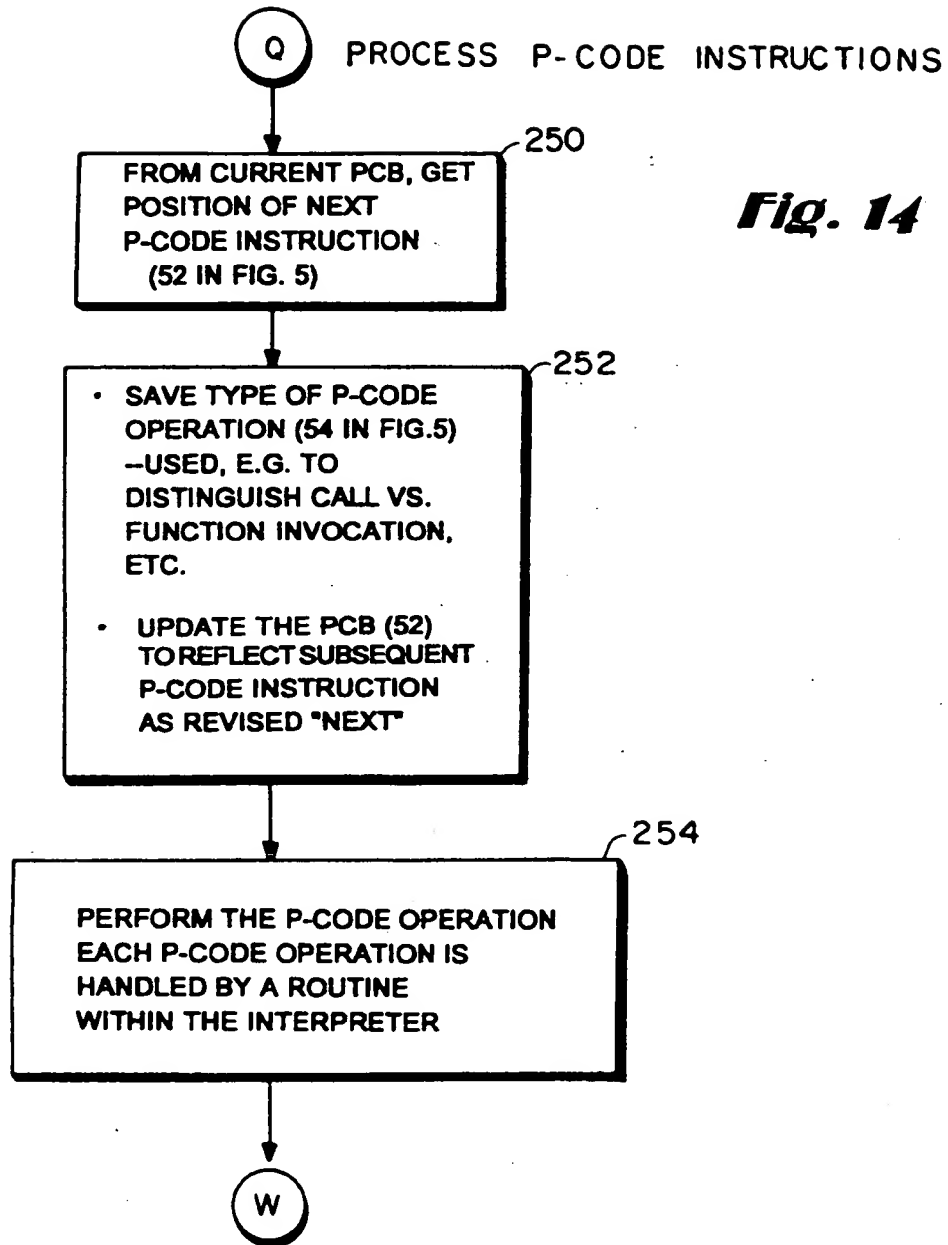 Q PROCESS P-CODE INSTRUCTIONS
250
FROM CURRENT PCB, GET
POSITION OF NEXT
P-CODE INSTRUCTION
(52 IN FIG. 5)
Fig. 14
252
• SAVE TYPE OF P-CODE
OPERATION (54 IN FIG.5)
--USED, E.G. TO
DISTINGUISH CALL VS.
FUNCTION INVOCATION,
ETC.
• UPDATE THE PCB (52)
TO REFLECT SUBSEQUENT
P-CODE INSTRUCTION
AS REVISED "NEXT"
254
PERFORM THE P-CODE OPERATION
EACH P-CODE OPERATION IS
HANDLED BY A ROUTINE
WITHIN THE INTERPRETER
W